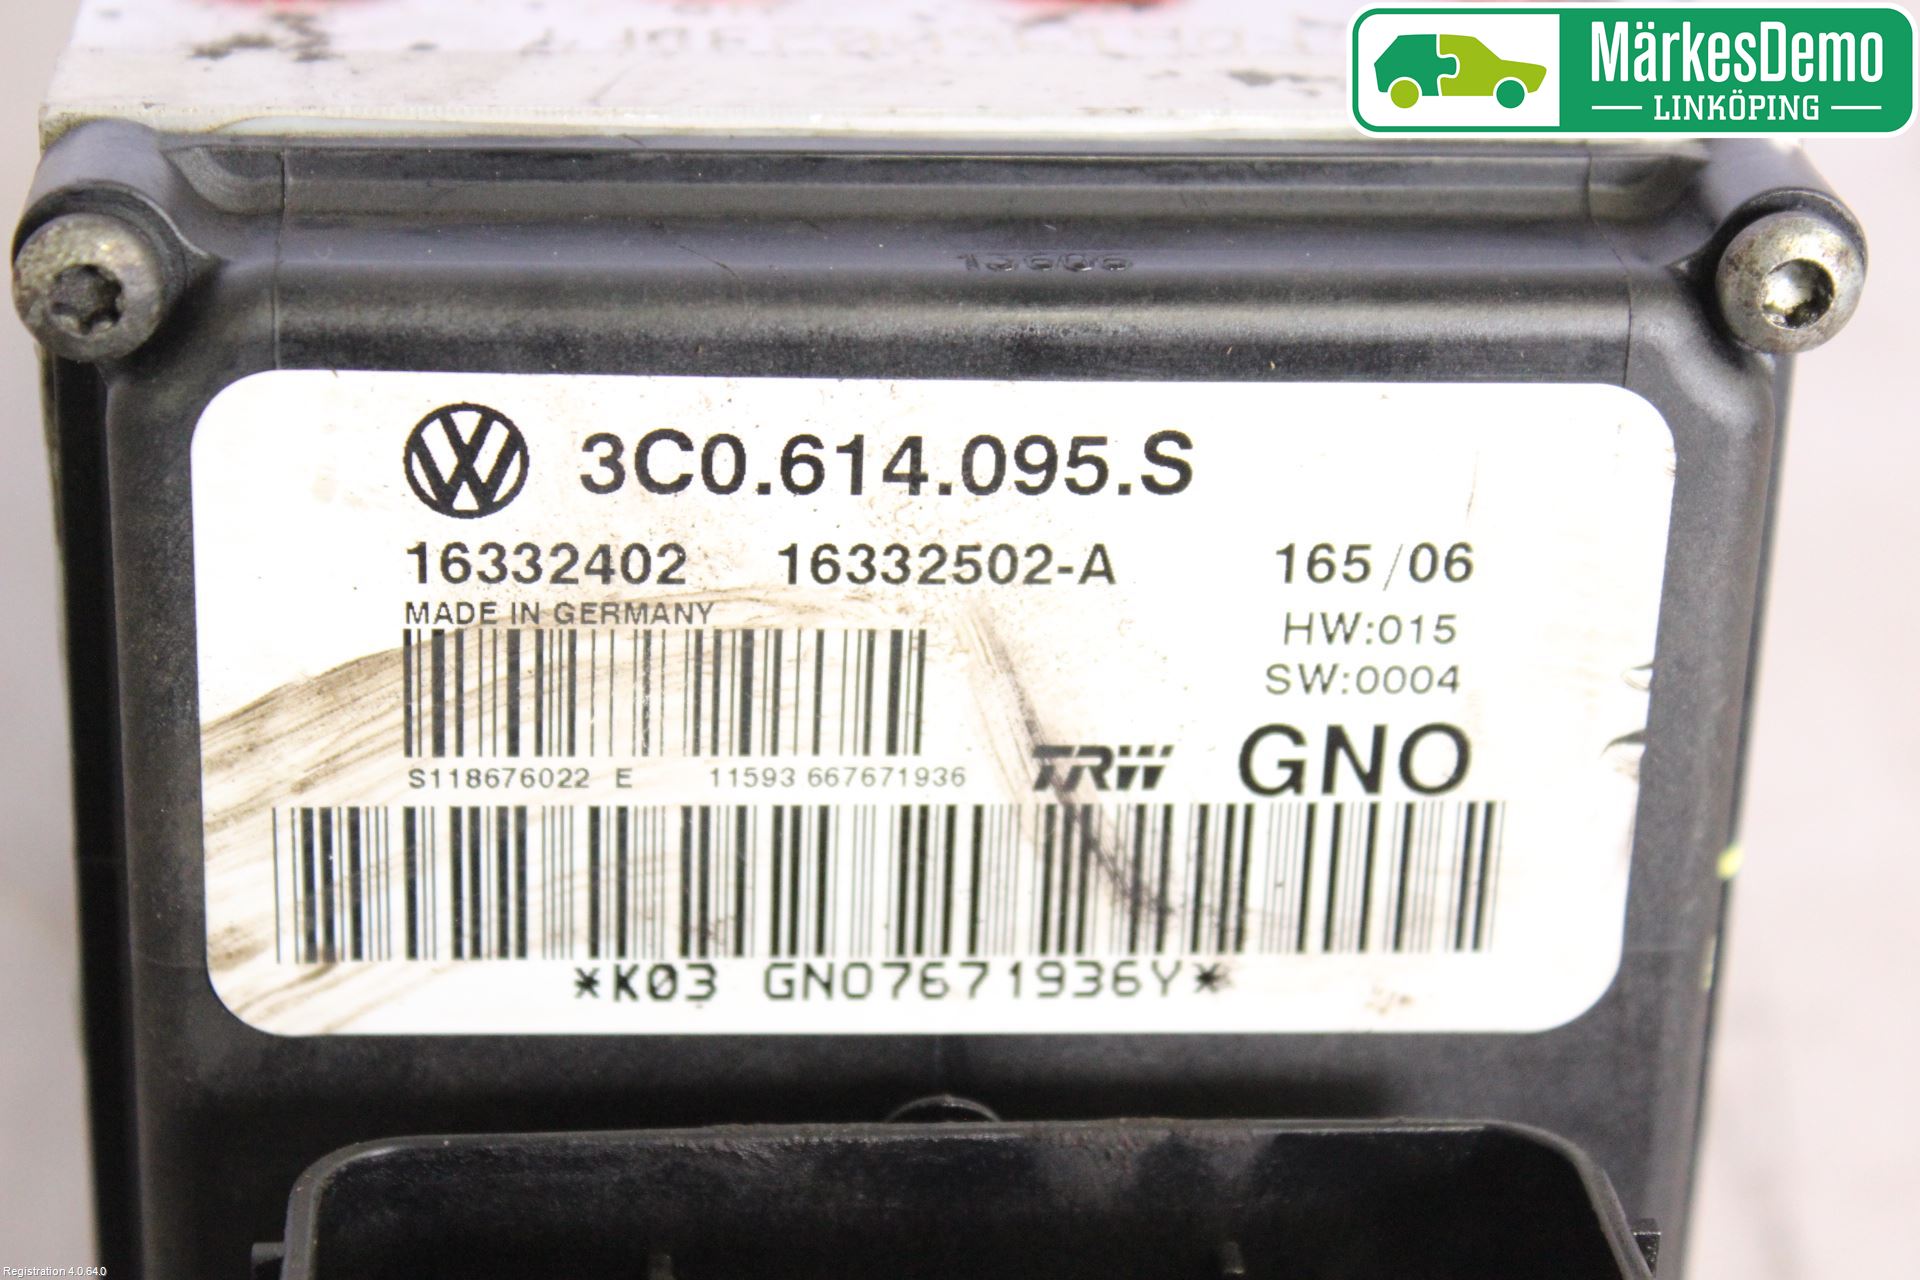 MärkesDemo
LINKÖPING
13606
3C0.614.095.S
16332402 16332502-A 165/06
MADE IN GERMANY
HW:015
SW:0004
S118676022 E 11593 667671936
TRW GNO
*K03 GNO7671936Y*
Registration 4.0.64.0